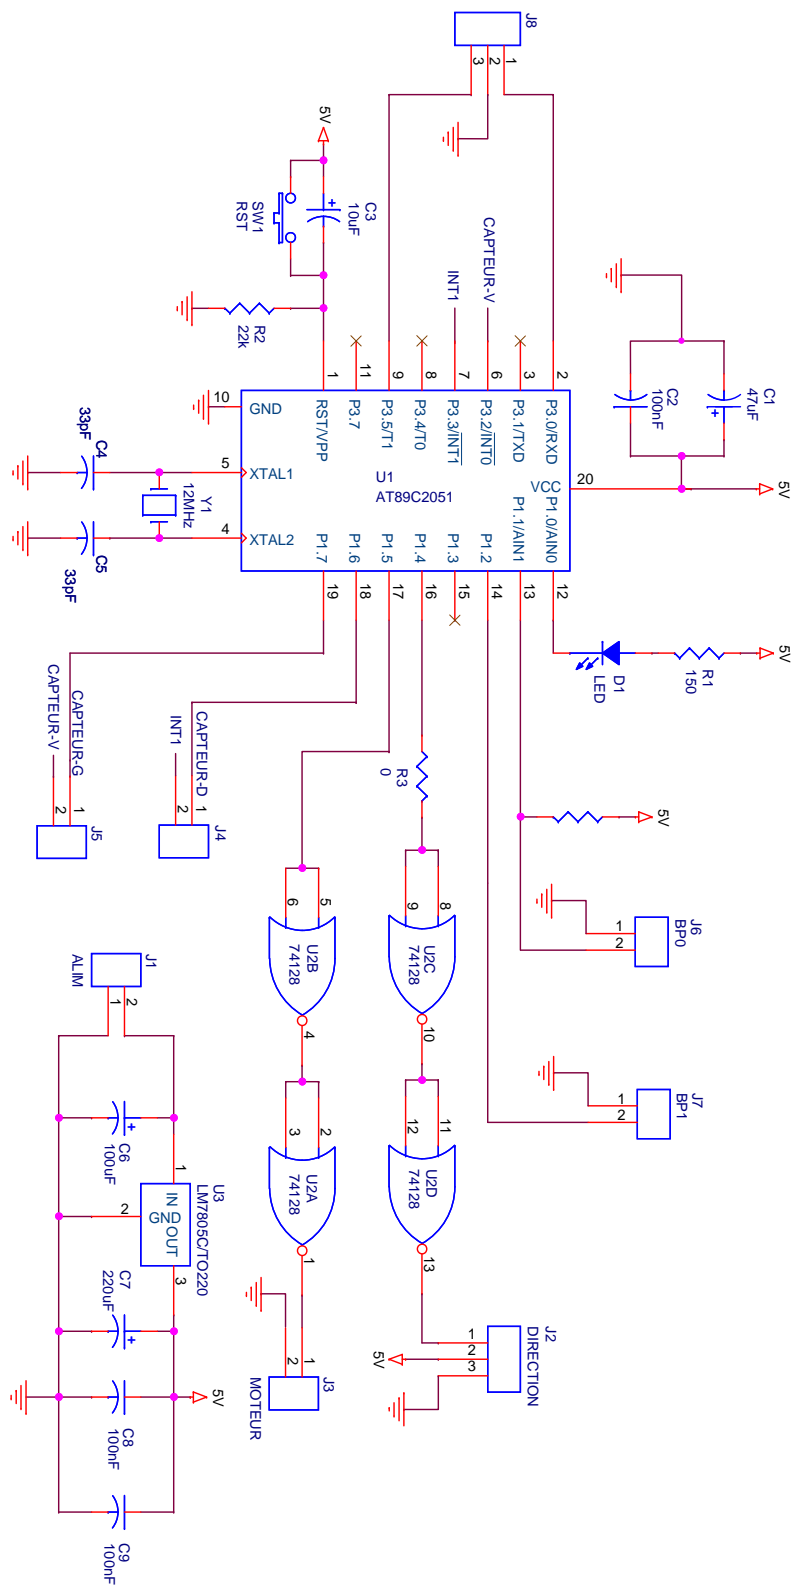 J8
1
2
3
5V
C3
10uF
SW1
RST
R2
22k
CAPTEUR-V
INT1
C1
47uF
C2
100nF
5V
20
2
3
6
7
8
9
11
1
10
5
4
P3.0/RXD
P3.1/TXD
P3.2/INT0
P3.3/INT1
P3.4/T0
P3.5/T1
P3.7
RST/VPP
GND
XTAL1
XTAL2
VCC
U1
AT89C2051
P1.0/AIN0
P1.1/AIN1
P1.2
P1.3
P1.4
P1.5
P1.6
P1.7
12
13
14
15
16
17
18
19
C4
33pF
Y1
12MHz
C5
33pF
D1
LED
R1
150
5V
5V
R3
0
CAPTEUR-G
CAPTEUR-V
1
2
J5
CAPTEUR-D
INT1
1
2
J4
J6
BP0
1
2
J7
BP1
1
2
5
6
U2B
74128
4
8
9
U2C
74128
10
2
3
U2A
74128
1
11
12
U2D
74128
13
J2
DIRECTION
1
2
3
5V
J3
MOTEUR
1
2
J1
ALIM
2
1
C6
100uF
U3
LM7805C/TO220
IN
GND
OUT
1
2
3
C7
220uF
5V
C8
100nF
C9
100nF